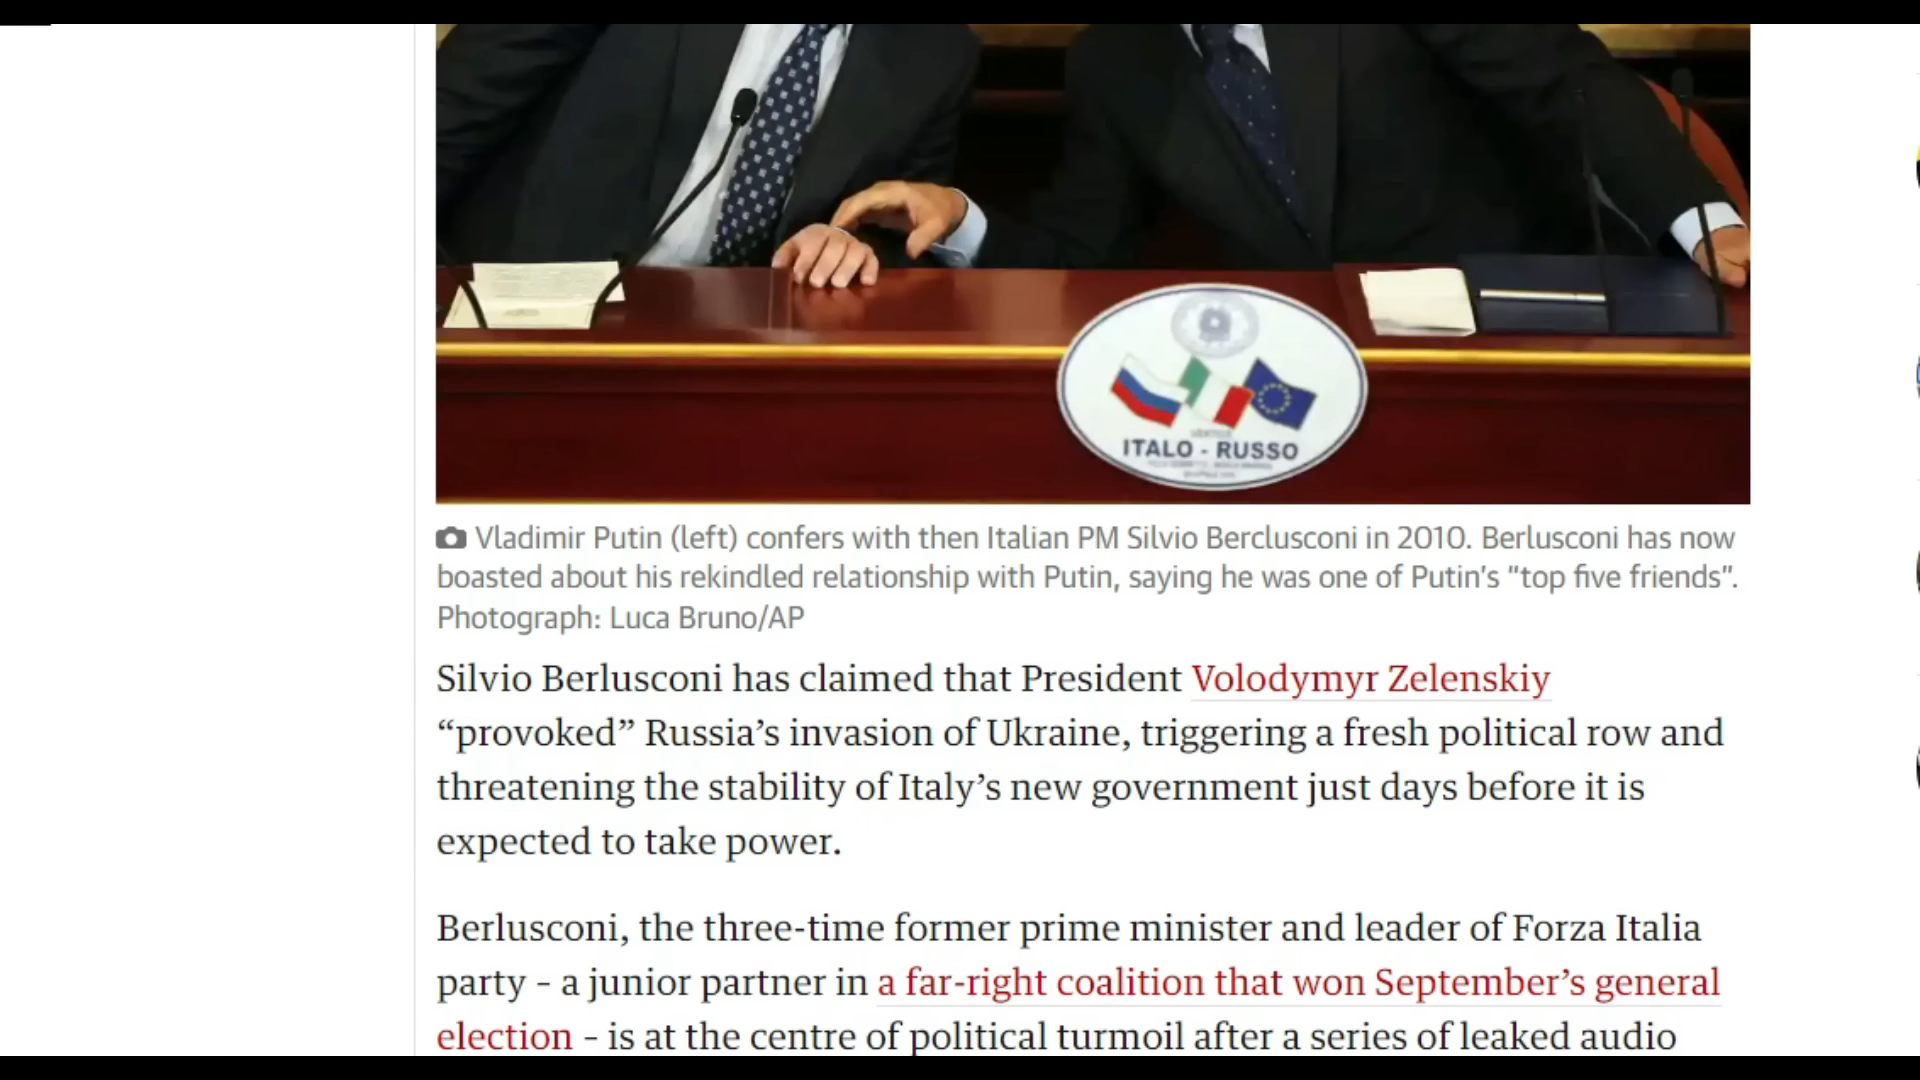 ITALO - RUSSO
Vladimir Putin (left) confers with then Italian PM Silvio Berclusconi in 2010. Berlusconi has now
boasted about his rekindled relationship with Putin, saying he was one of Putin’s “top five friends”.
Photograph: Luca Bruno/AP
Silvio Berlusconi has claimed that President Volodymyr Zelenskiy
“provoked” Russia’s invasion of Ukraine, triggering a fresh political row and
threatening the stability of Italy’s new government just days before it is
expected to take power.
Berlusconi, the three-time former prime minister and leader of Forza Italia
party – a junior partner in a far-right coalition that won September’s general
election – is at the centre of political turmoil after a series of leaked audio